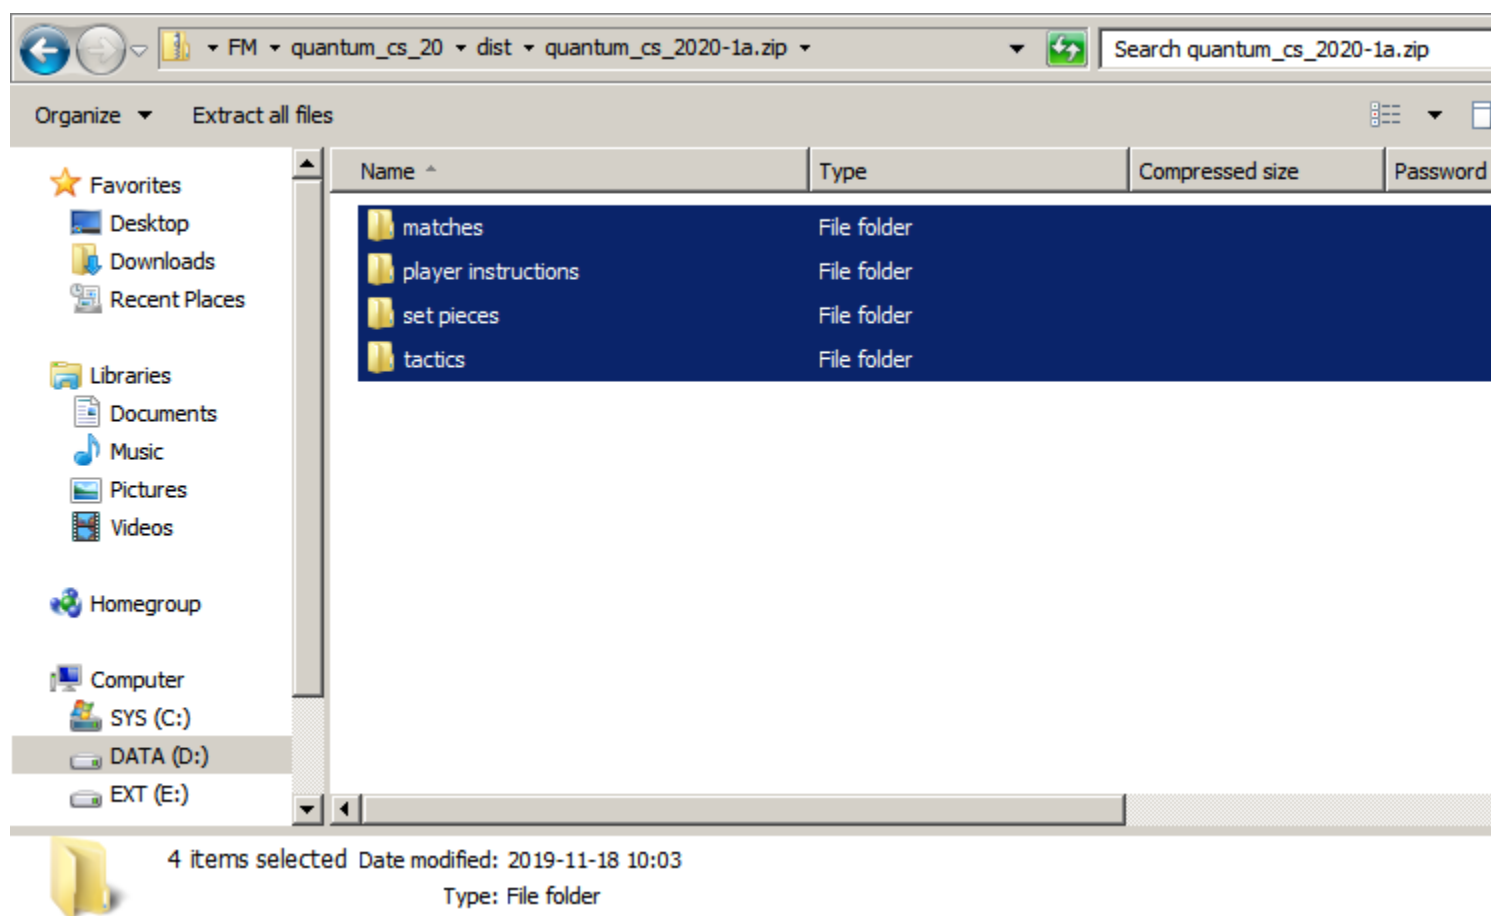 FM quantum_cs_20 dist quantum_cs_2020-1a.zip Search quantum_cs_2020-1a.zip
Organize Extract all files
Favorites
Desktop
Downloads
Recent Places
Libraries
Documents
Music
Pictures
Videos
Homegroup
Computer
SYS (C:)
DATA (D:)
EXT (E:)
Name Type Compressed size Password
matches File folder
player instructions File folder
set pieces File folder
tactics File folder
4 items selected Date modified: 2019-11-18 10:03
Type: File folder